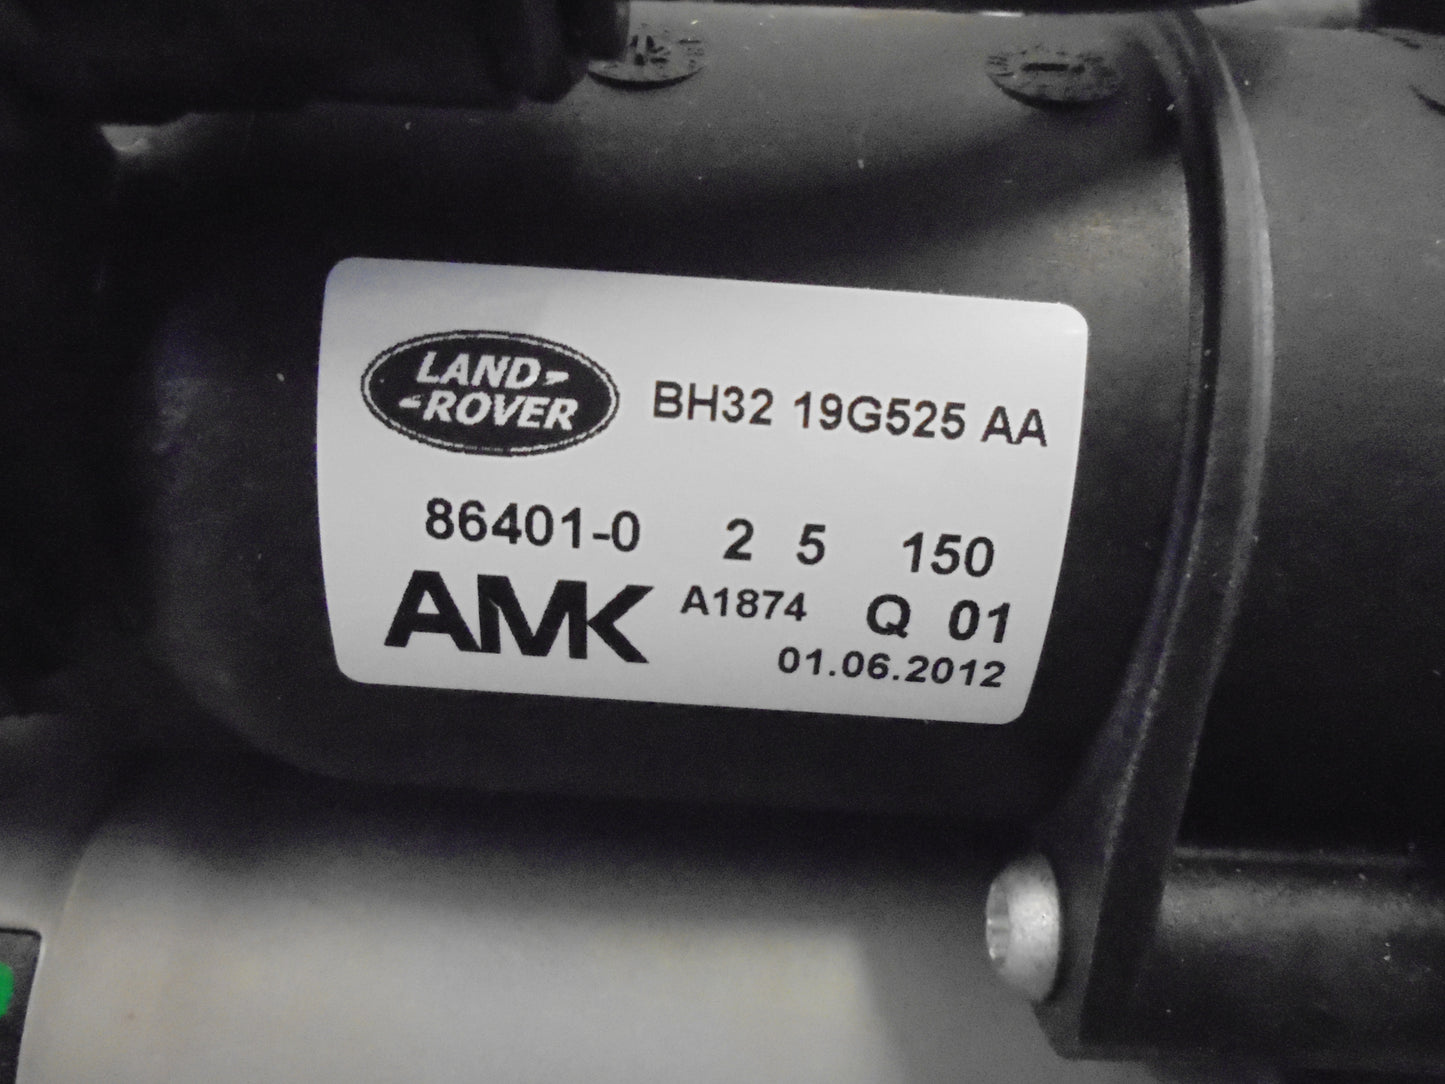 LAND ROVER BH32 19G525 AA
86401-0 2 5 150
AMK A1874 Q 01
01.06.2012